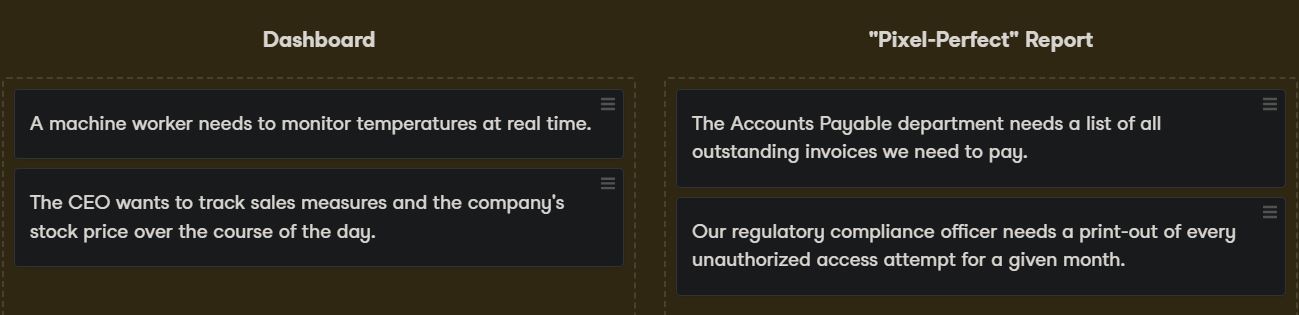 Dashboard
A machine worker needs to monitor temperatures at real time.
The CEO wants to track sales measures and the company's
stock price over the course of the day.
"Pixel-Perfect" Report
The Accounts Payable department needs a list of all
outstanding invoices we need to pay.
Our regulatory compliance officer needs a print-out of every
unauthorized access attempt for a given month.